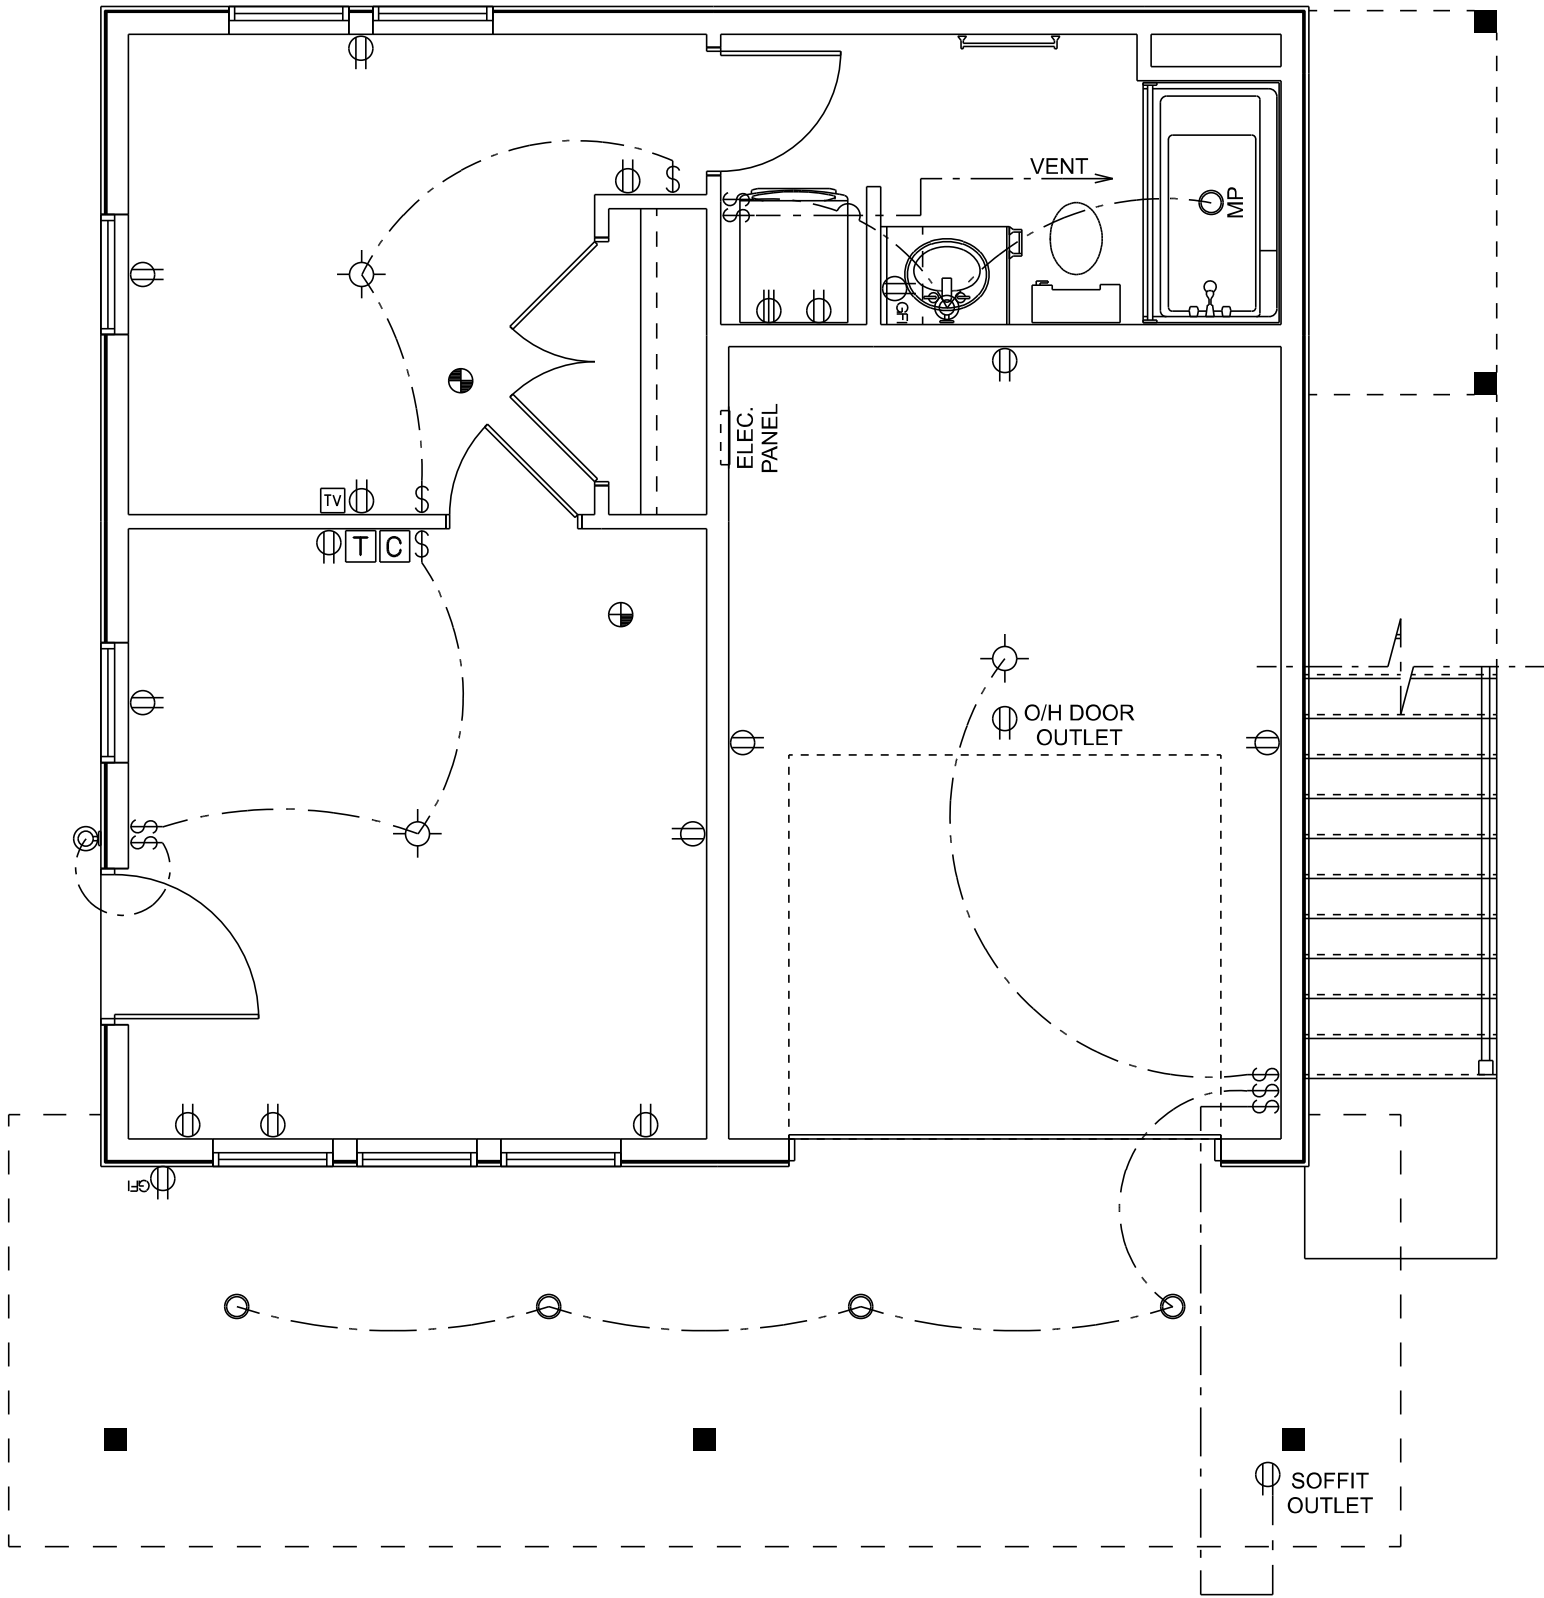 VENT
MP
GFI
ELEC.
PANEL
TV
T C
O/H DOOR
OUTLET
GFI
SOFFIT
OUTLET